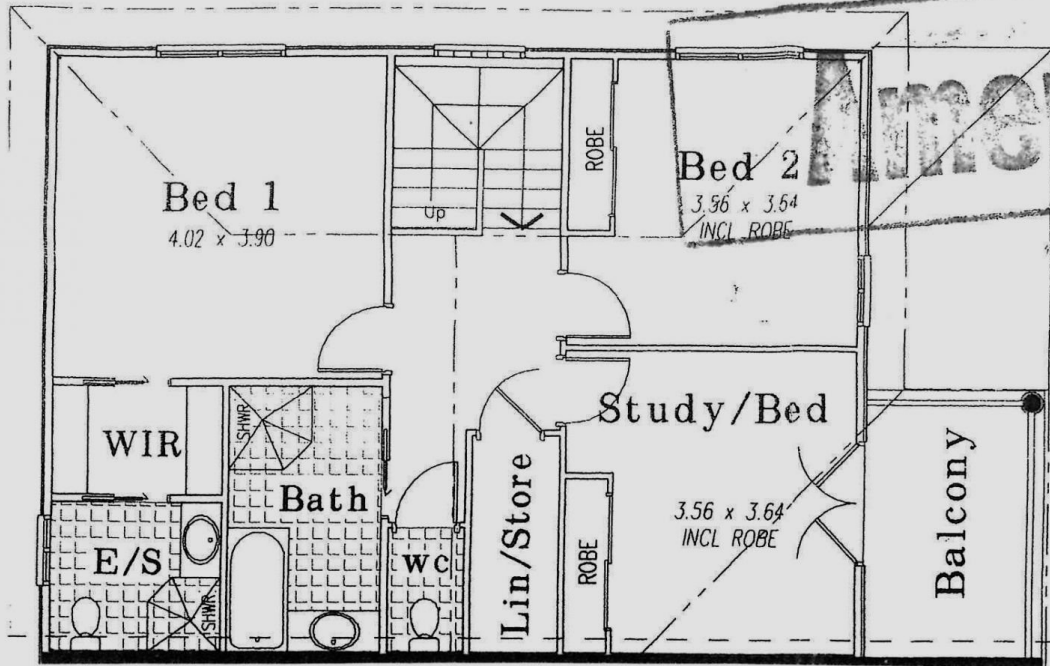 Ame
Bed 1
4.02 x 3.90
Up
ROBE
Bed 2
3.56 x 3.54
INCL ROBE
WIR
SHWR
Bath
E/S
SHWR
WC
Lin/Store
Study/Bed
3.56 x 3.64
INCL ROBE
ROBE
Balcony